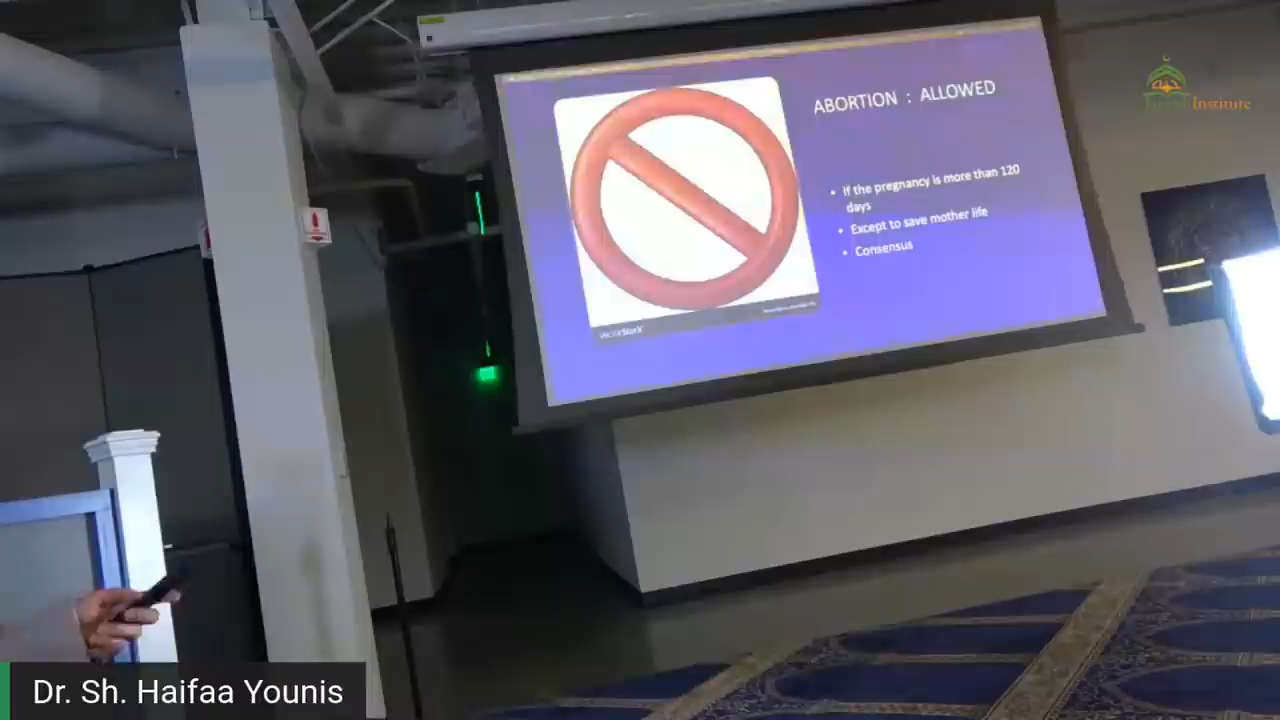 ABORTION : ALLOWED
• If the pregnancy is more than 120
days
• Except to save mother life
• Consensus
VectorStock
Institute
Dr. Sh. Haifaa Younis